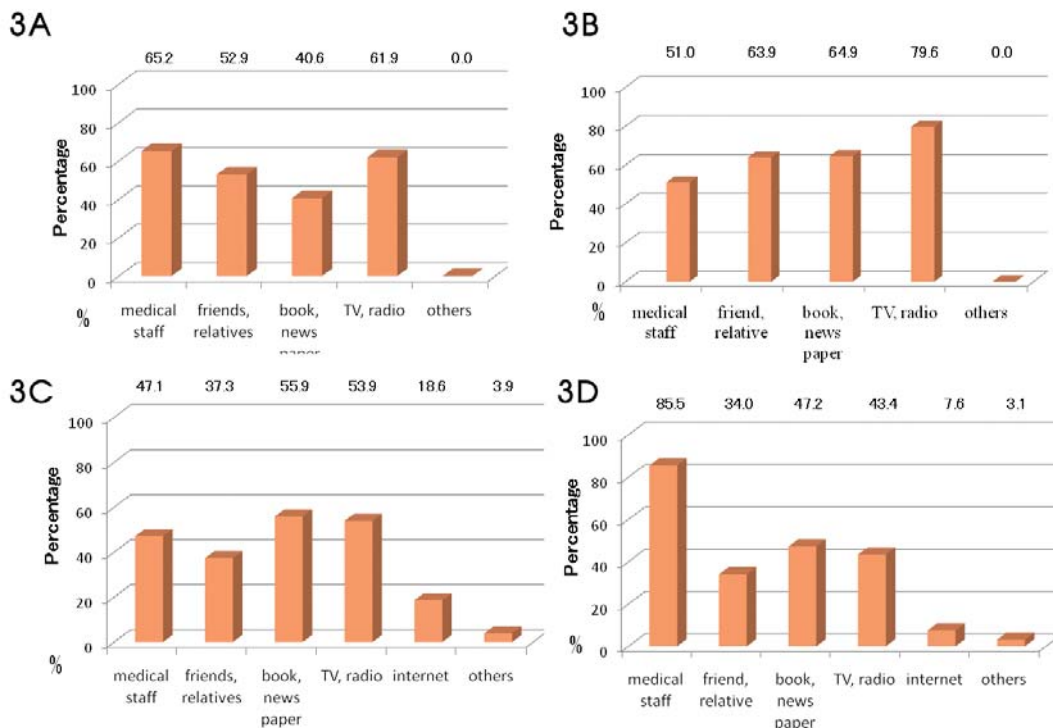 3A
65.2 52.9 40.6 61.9 0.0
100
80
60
40
20
0
Percentage
%
medical staff
friends, relatives
book, news paper
TV, radio
others
3B
51.0 63.9 64.9 79.6 0.0
100
80
60
40
20
0
Percentage
%
medical staff
friend, relative
book, news paper
TV, radio
others
3C
47.1 37.3 55.9 53.9 18.6 3.9
100
80
60
40
20
0
Percentage
%
medical staff
friends, relatives
book, news paper
TV, radio
internet
others
3D
85.5 34.0 47.2 43.4 7.6 3.1
100
80
60
40
20
0
Percentage
%
medical staff
friend, relative
book, news paper
TV, radio
internet
others